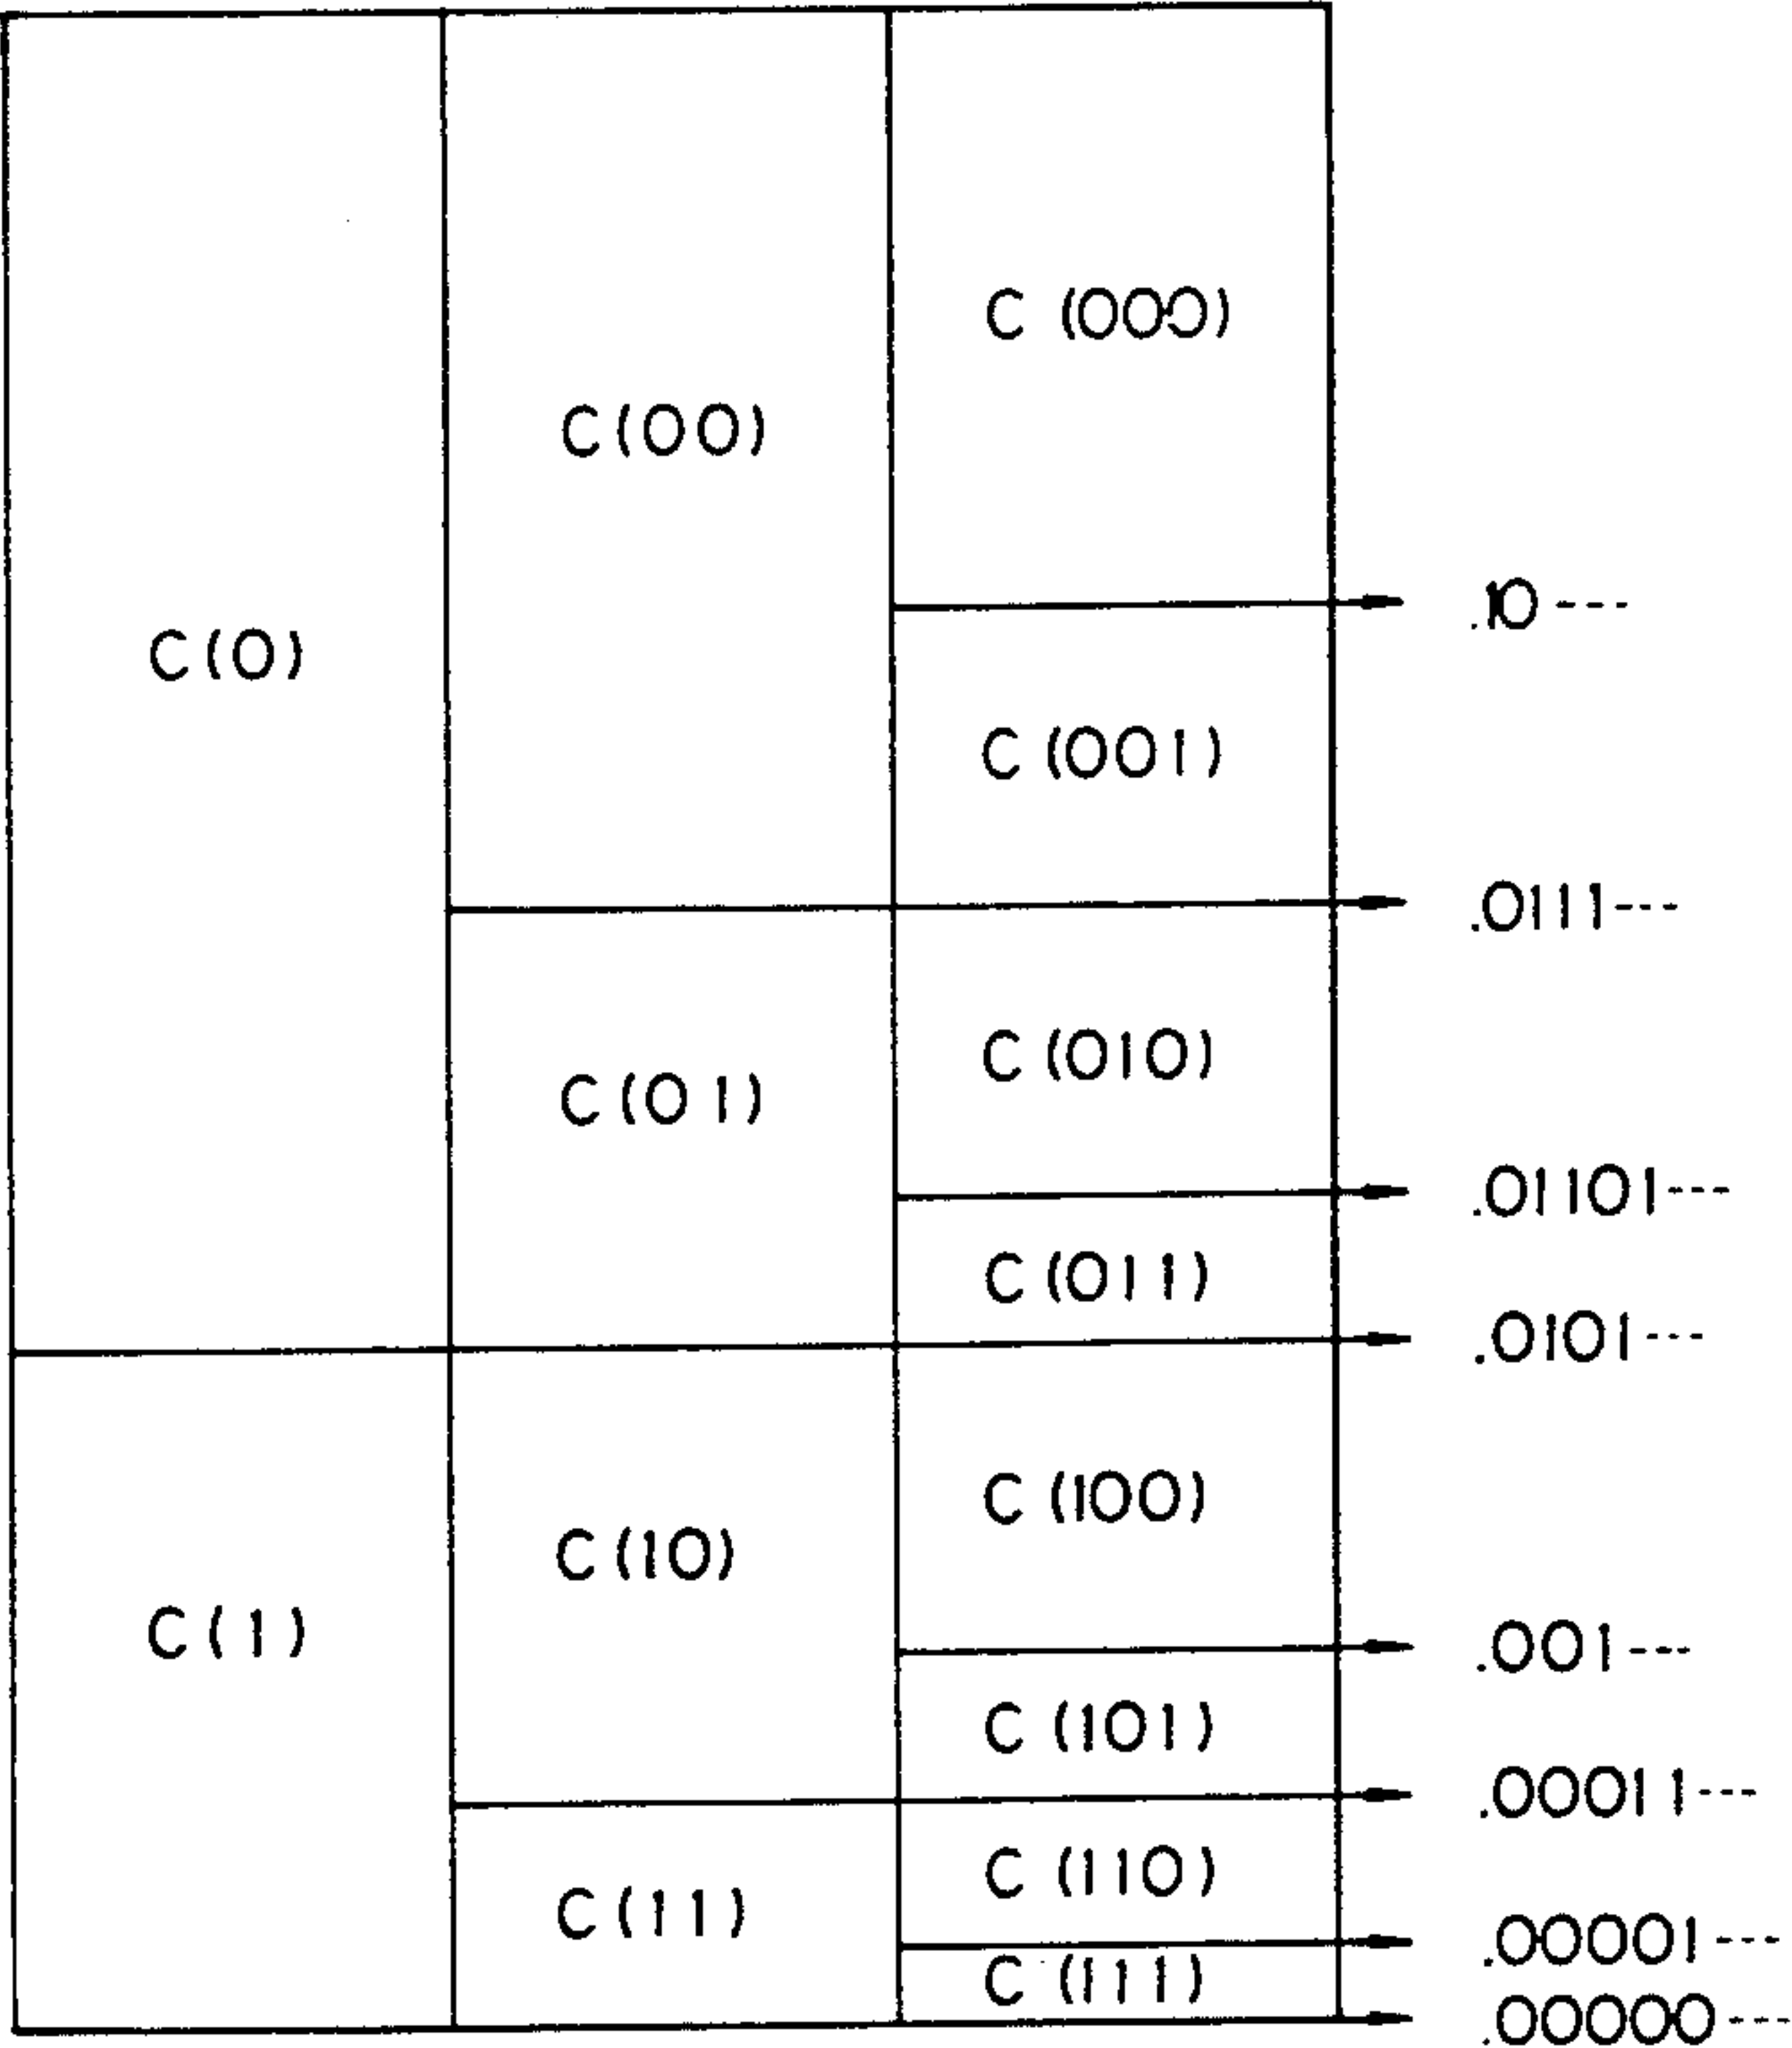 C (000)
C(00)
.10---
C(0)
C(001)
.0111---
C(010)
C(01)
.01101---
C(011)
.0101---
C(100)
C(10)
C(1)
.001---
C(101)
.00011---
C(110)
C(11)
.00001---
C(111)
.00000---